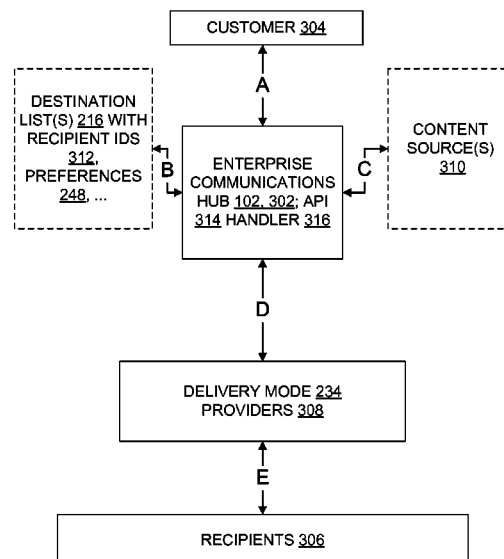 CUSTOMER 304
A
DESTINATION
LIST(S) 216 WITH
RECIPIENT IDS
312,
PREFERENCES
248, ...
B
ENTERPRISE
COMMUNICATIONS
HUB 102, 302; API
314 HANDLER 316
C
CONTENT
SOURCE(S)
310
D
DELIVERY MODE 234
PROVIDERS 308
E
RECIPIENTS 306